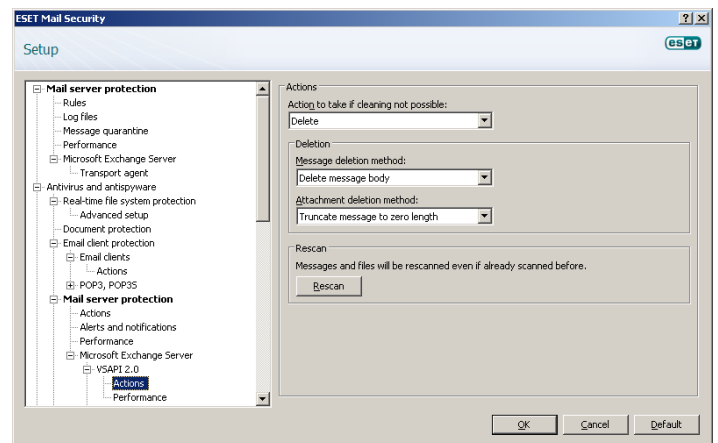 ESET Mail Security
Setup
eset
Mail server protection
Rules
Log files
Message quarantine
Performance
Microsoft Exchange Server
Transport agent
Antivirus and antispyware
Real-time file system protection
Advanced setup
Document protection
Email client protection
Email clients
Actions
POP3, POP3S
Mail server protection
Actions
Alerts and notifications
Performance
Microsoft Exchange Server
VSAPI 2.0
Actions
Performance
Actions
Action to take if cleaning not possible:
Delete
Deletion
Message deletion method:
Delete message body
Attachment deletion method:
Truncate message to zero length
Rescan
Messages and files will be rescanned even if already scanned before.
Rescan
OK
Cancel
Default